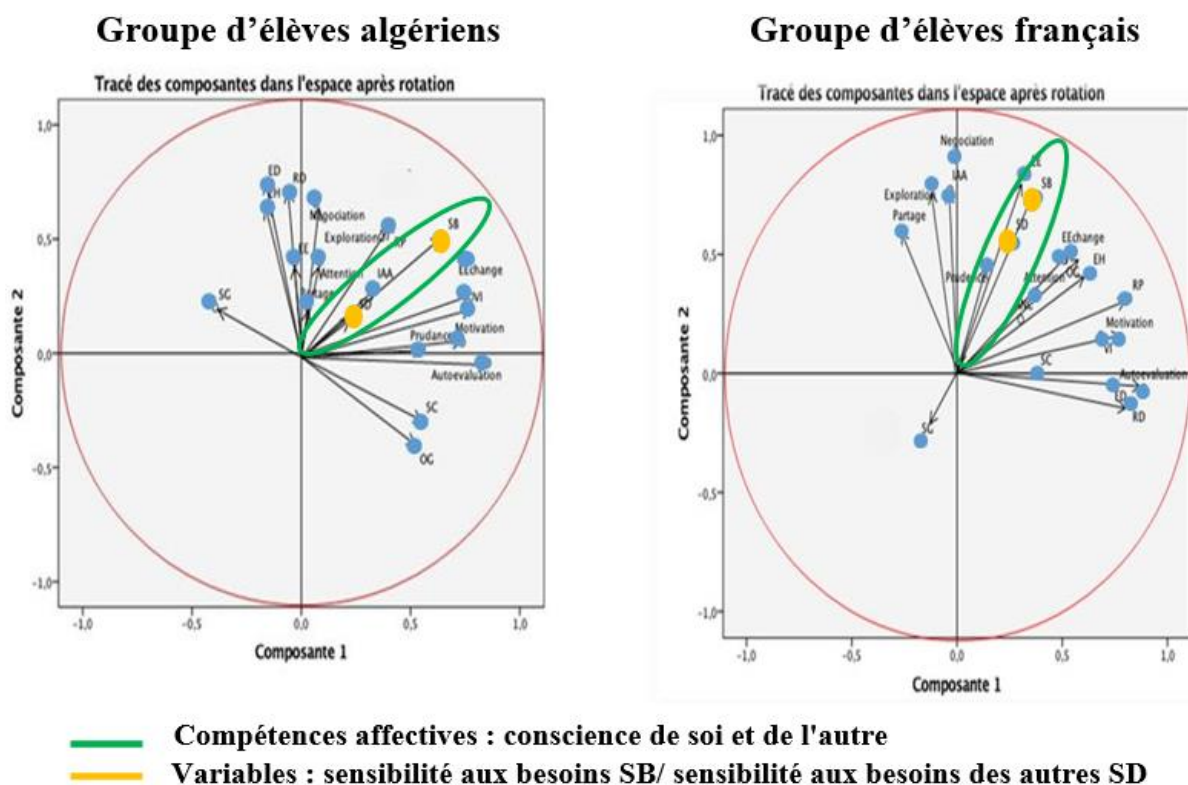 Groupe d'élèves algériens
Tracé des composantes dans l'espace après rotation
Composante 2
1,0
0,5
0,0
-0,5
-1,0
ED
RD
Negociation
Exploration
EE
Attention
IAA
SG
SB
EEchange
VI
Motivation
Prudance
Autoevaluation
SC
OG
-1,0
-0,5
0,0
0,5
1,0
Composante 1
Groupe d'élèves français
Tracé des composantes dans l'espace après rotation
Composante 2
1,0
0,5
0,0
-0,5
-1,0
Negociation
IAA
Exploration
Partage
SB
SD
EEchange
EH
Prudence
Attention
OG
RP
Motivation
VI
SC
Autoevaluation
ED
RD
SG
-1,0
-0,5
0,0
0,5
1,0
Composante 1
Compétences affectives : conscience de soi et de l'autre
Variables : sensibilité aux besoins SB/ sensibilité aux besoins des autres SD